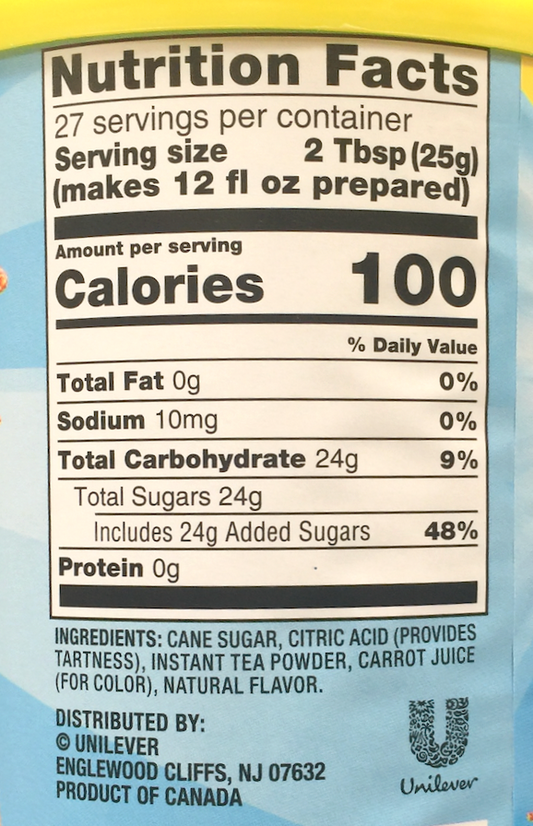 Nutrition Facts
27 servings per container
Serving size 2 Tbsp (25g)
(makes 12 fl oz prepared)
Amount per serving
Calories 100
% Daily Value
Total Fat 0g 0%
Sodium 10mg 0%
Total Carbohydrate 24g 9%
Total Sugars 24g
Includes 24g Added Sugars 48%
Protein 0g
INGREDIENTS: CANE SUGAR, CITRIC ACID (PROVIDES
TARTNESS), INSTANT TEA POWDER, CARROT JUICE
(FOR COLOR), NATURAL FLAVOR.
DISTRIBUTED BY:
© UNILEVER
ENGLEWOOD CLIFFS, NJ 07632
PRODUCT OF CANADA
Unilever